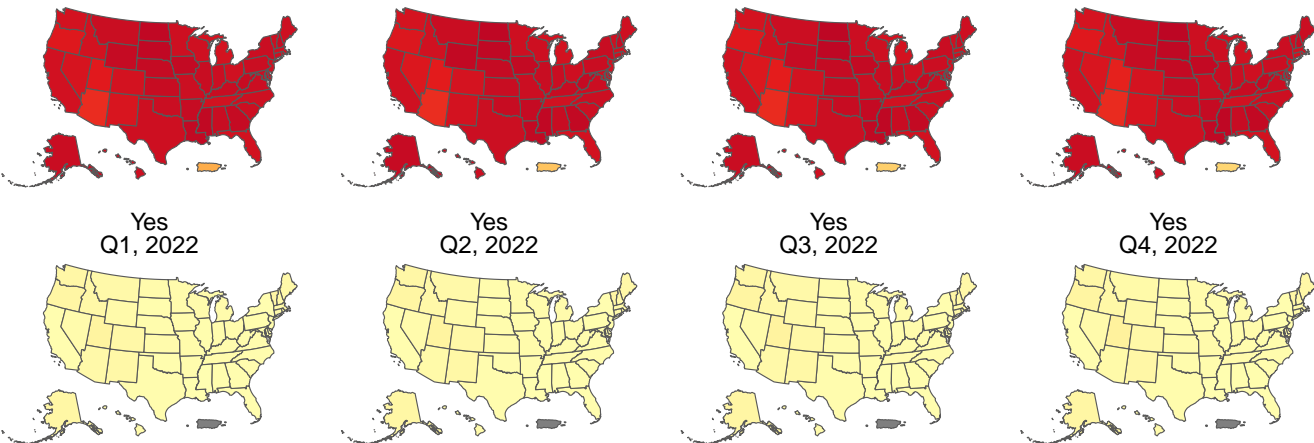 Yes
Q1, 2022
Yes
Q2, 2022
Yes
Q3, 2022
Yes
Q4, 2022